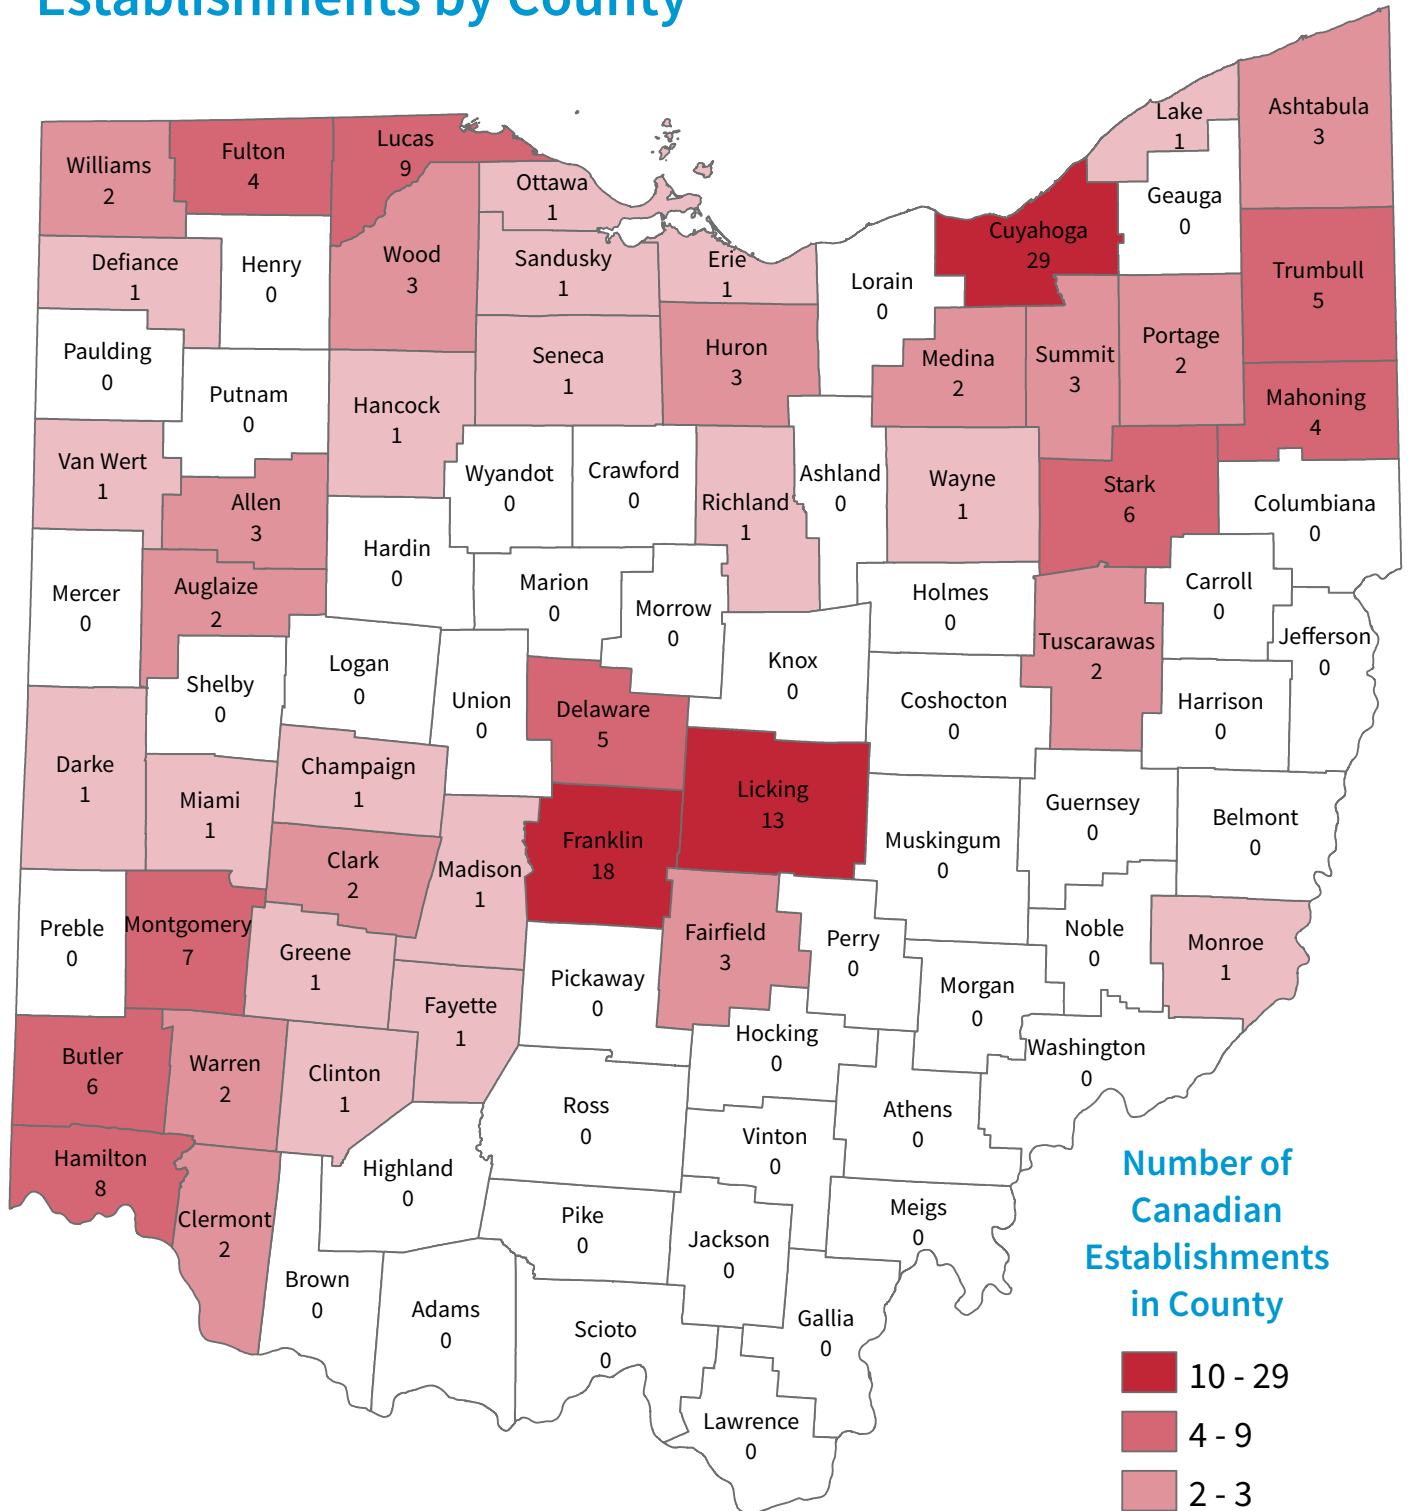 Establishments by County
Lake
1
Ashtabula
3
Lucas
9
Fulton
4
Williams
2
Ottawa
1
Geauga
0
Cuyahoga
29
Wood
3
Defiance
1
Henry
0
Sandusky
1
Erie
1
Lorain
0
Trumbull
5
Paulding
0
Seneca
1
Huron
3
Medina
2
Summit
3
Portage
2
Putnam
0
Hancock
1
Mahoning
4
Van Wert
1
Wyandot
0
Crawford
0
Richland
1
Ashland
0
Wayne
1
Stark
6
Columbiana
0
Allen
3
Hardin
0
Mercer
0
Auglaize
2
Marion
0
Morrow
0
Holmes
0
Carroll
0
Jefferson
0
Tuscarawas
2
Logan
0
Shelby
0
Knox
0
Union
0
Delaware
5
Coshocton
0
Harrison
0
Darke
1
Champaign
1
Miami
1
Licking
13
Guernsey
0
Belmont
0
Franklin
18
Muskingum
0
Clark
2
Madison
1
Preble
0
Montgomery
7
Greene
1
Fairfield
3
Perry
0
Noble
0
Monroe
1
Pickaway
0
Morgan
0
Fayette
1
Hocking
0
Washington
0
Butler
6
Warren
2
Clinton
1
Ross
0
Athens
0
Vinton
0
Hamilton
8
Highland
0
Clermont
2
Pike
0
Meigs
0
Jackson
0
Brown
0
Adams
0
Scioto
0
Gallia
0
Lawrence
0
Number of
Canadian
Establishments
in County
10 - 29
4 - 9
2 - 3